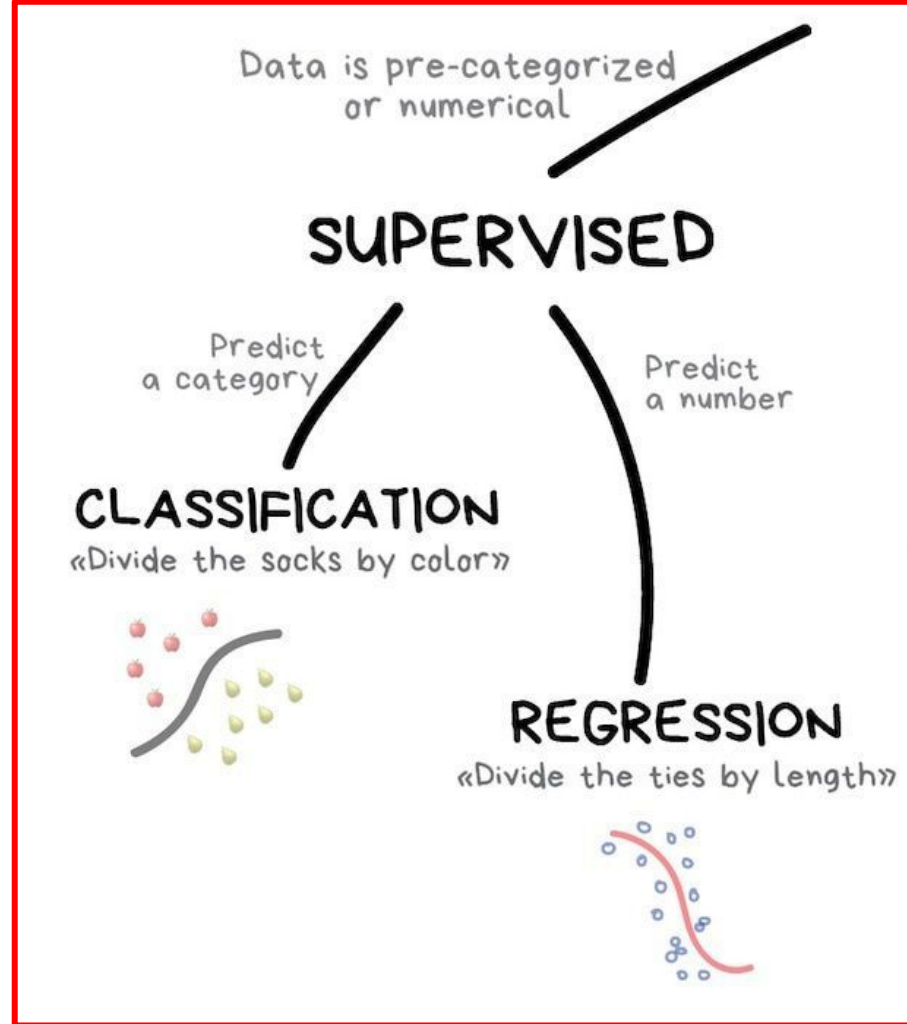 Data is pre-categorized
or numerical
SUPERVISED
Predict
a category
Predict
a number
CLASSIFICATION
«Divide the socks by color»
REGRESSION
«Divide the ties by length»